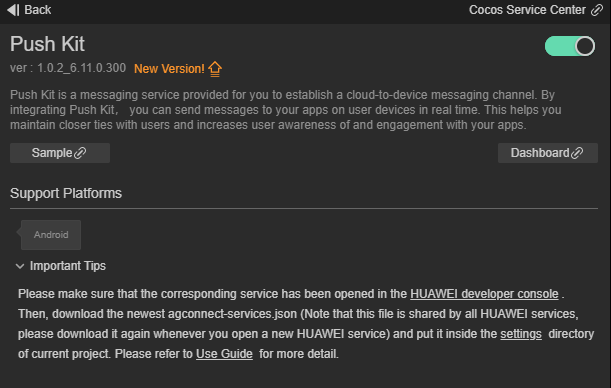 Back
Cocos Service Center
Push Kit
ver : 1.0.2_6.11.0.300 New Version!
Push Kit is a messaging service provided for you to establish a cloud-to-device messaging channel. By
integrating Push Kit， you can send messages to your apps on user devices in real time. This helps you
maintain closer ties with users and increases user awareness of and engagement with your apps.
Sample
Dashboard
Support Platforms
Android
Important Tips
Please make sure that the corresponding service has been opened in the HUAWEI developer console .
Then, download the newest agconnect-services.json (Note that this file is shared by all HUAWEI services,
please download it again whenever you open a new HUAWEI service) and put it inside the settings directory
of current project. Please refer to Use Guide for more detail.